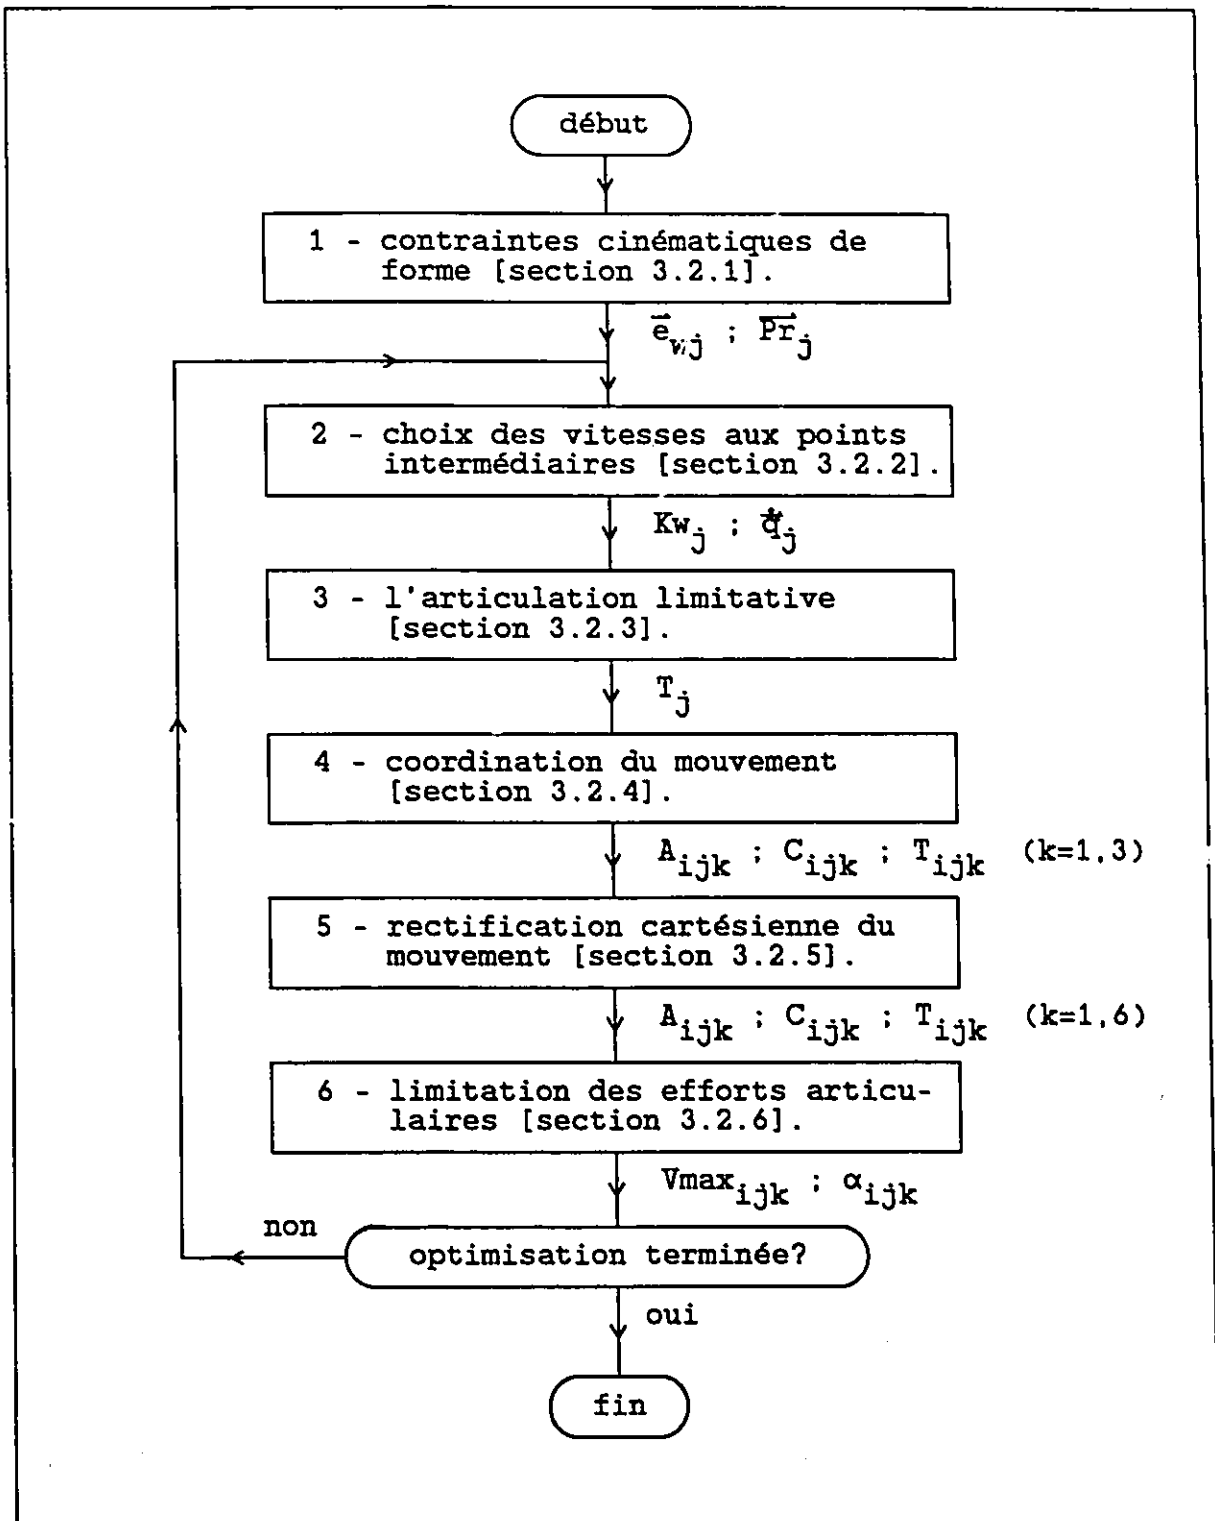 début
1 - contraintes cinématiques de
forme [section 3.2.1].
e⃗_wj ; P⃗r_j
2 - choix des vitesses aux points
intermédiaires [section 3.2.2].
Kw_j ; q̇⃗_j
3 - l'articulation limitative
[section 3.2.3].
T_j
4 - coordination du mouvement
[section 3.2.4].
A_ijk ; C_ijk ; T_ijk (k=1,3)
5 - rectification cartésienne du
mouvement [section 3.2.5].
A_ijk ; C_ijk ; T_ijk (k=1,6)
6 - limitation des efforts articu-
laires [section 3.2.6].
Vmax_ijk ; α_ijk
non
optimisation terminée?
oui
fin